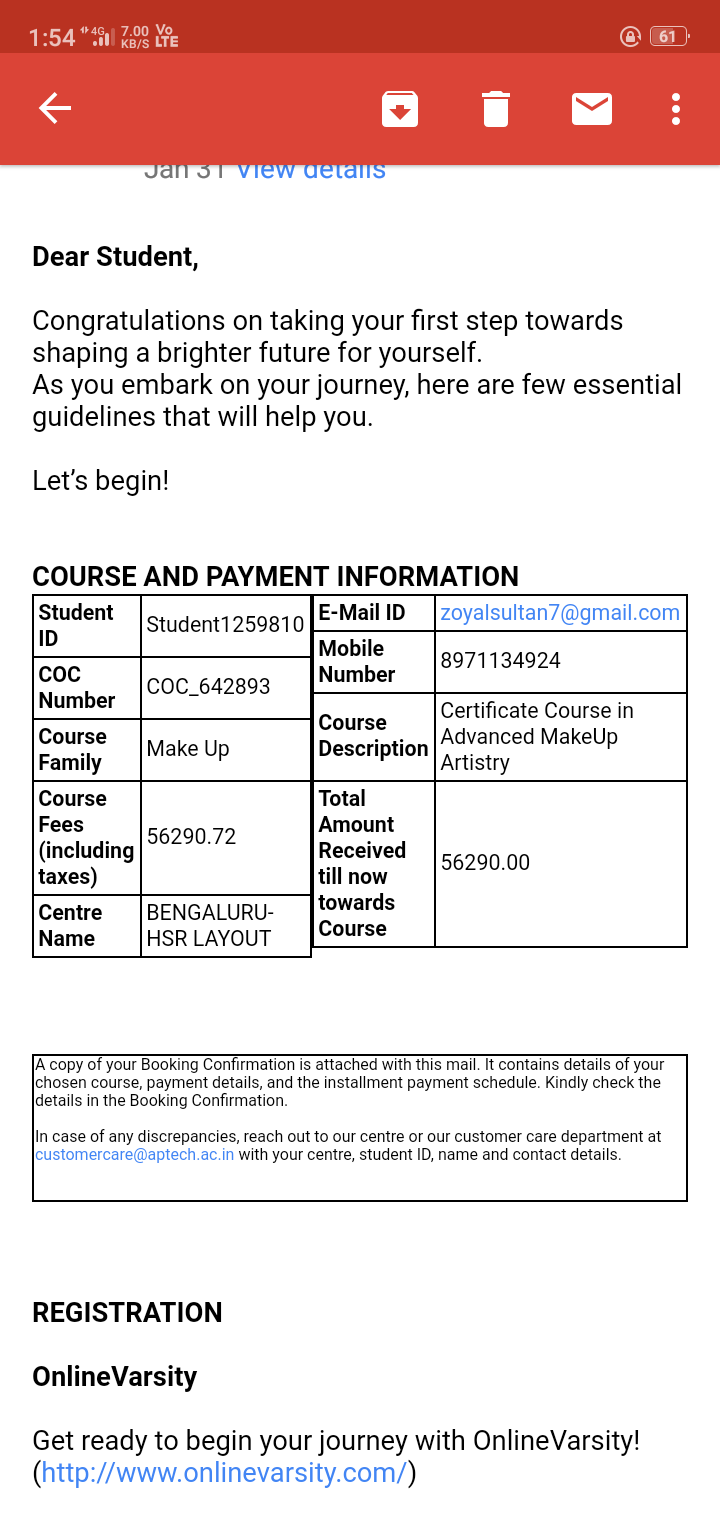 1:54 4G 7.00 KB/S Vo LTE 61
Jan 31 View details
Dear Student,
Congratulations on taking your first step towards
shaping a brighter future for yourself.
As you embark on your journey, here are few essential
guidelines that will help you.
Let’s begin!
COURSE AND PAYMENT INFORMATION
Student
ID
Student1259810
COC
Number
COC_642893
Course
Family
Make Up
Course
Fees
(including
taxes)
56290.72
Centre
Name
BENGALURU-
HSR LAYOUT
E-Mail ID
zoyalsultan7@gmail.com
Mobile
Number
8971134924
Course
Description
Certificate Course in
Advanced MakeUp
Artistry
Total
Amount
Received
till now
towards
Course
56290.00
A copy of your Booking Confirmation is attached with this mail. It contains details of your
chosen course, payment details, and the installment payment schedule. Kindly check the
details in the Booking Confirmation.
In case of any discrepancies, reach out to our centre or our customer care department at
customercare@aptech.ac.in with your centre, student ID, name and contact details.
REGISTRATION
OnlineVarsity
Get ready to begin your journey with OnlineVarsity!
(http://www.onlinevarsity.com/)